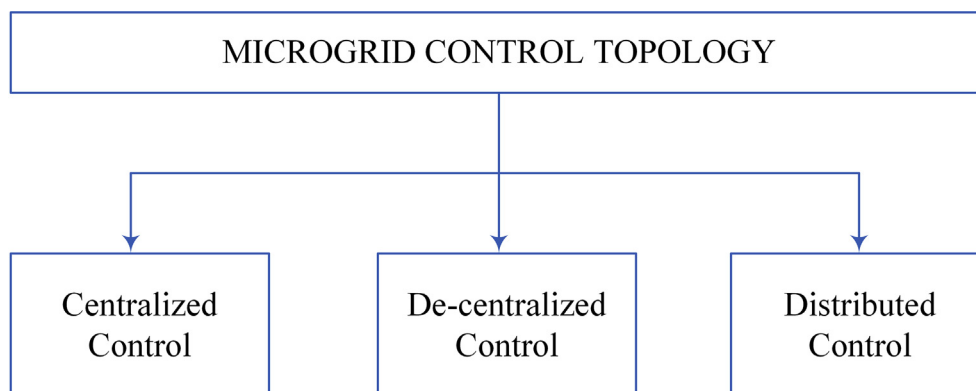 MICROGRID CONTROL TOPOLOGY
Centralized
Control
De-centralized
Control
Distributed
Control